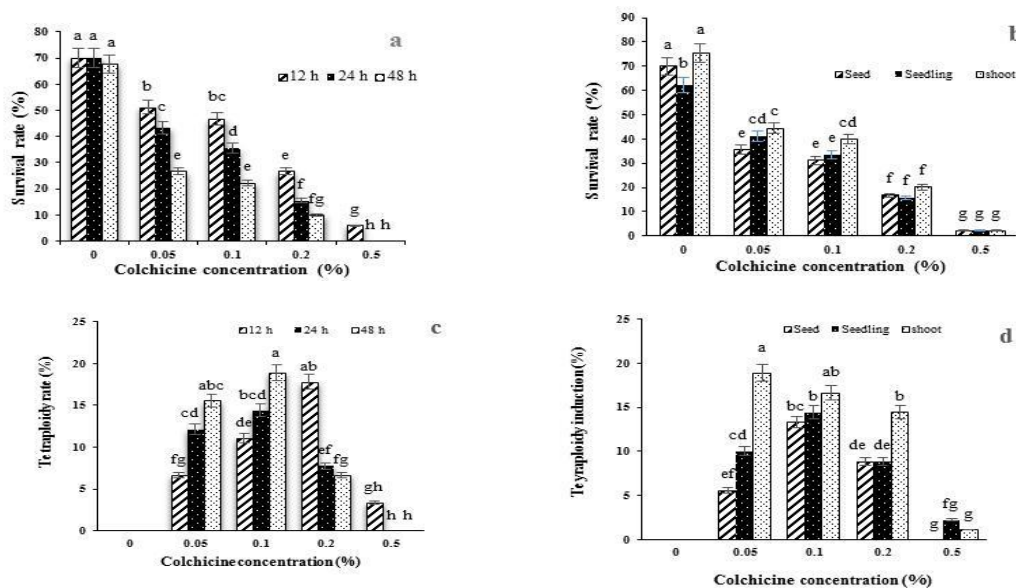 a
80
70
60
50
40
30
20
10
0
Survival rate (%)
a a a
b c e
bc d e
e f fg
g h h
12 h 24 h 48 h
0 0.05 0.1 0.2 0.5
Colchicine concentration (%)
b
90
80
70
60
50
40
30
20
10
0
Survival rate (%)
a b a
e cd c
e e cd
f f f
g g g
Seed Seedling shoot
0 0.05 0.1 0.2 0.5
Colchicine concentration (%)
c
25
20
15
10
5
0
Tetraploidy rate (%)
12 h 24 h 48 h
fg cd abc
de bcd a
ab ef fg
gh h h
0 0.05 0.1 0.2 0.5
Colchicine concentration (%)
d
25
20
15
10
5
0
Teyraploidy induction (%)
Seed Seedling shoot
ef cd a
bc b ab
de de b
g fg g
0 0.05 0.1 0.2 0.5
Colchicine concentration (%)